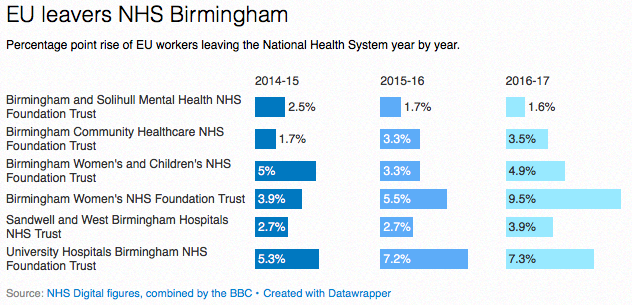 EU leavers NHS Birmingham
Percentage point rise of EU workers leaving the National Health System year by year.
2014-15 2015-16 2016-17
Birmingham and Solihull Mental Health NHS
Foundation Trust
2.5% 1.7% 1.6%
Birmingham Community Healthcare NHS
Foundation Trust
1.7% 3.3% 3.5%
Birmingham Women's and Children's NHS
Foundation Trust
5% 3.3% 4.9%
Birmingham Women's NHS Foundation Trust 3.9% 5.5% 9.5%
Sandwell and West Birmingham Hospitals
NHS Trust
2.7% 2.7% 3.9%
University Hospitals Birmingham NHS
Foundation Trust
5.3% 7.2% 7.3%
Source: NHS Digital figures, combined by the BBC • Created with Datawrapper